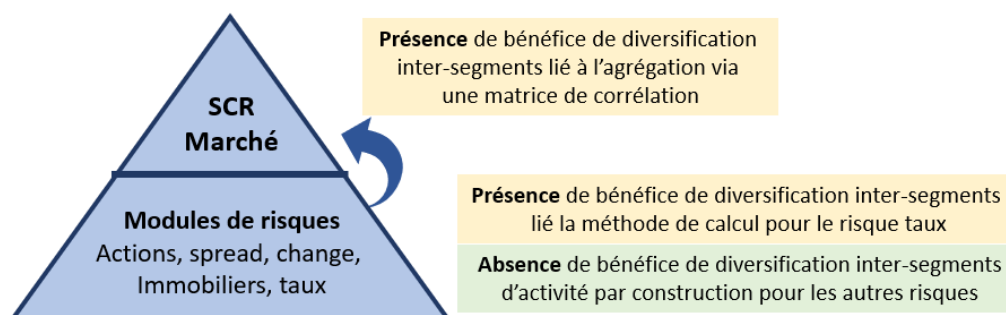 Présence de bénéfice de diversification
inter-segments lié à l'agrégation via
une matrice de corrélation
SCR
Marché
Modules de risques
Actions, spread, change,
Immobiliers, taux
Présence de bénéfice de diversification inter-segments
lié la méthode de calcul pour le risque taux
Absence de bénéfice de diversification inter-segments
d'activité par construction pour les autres risques